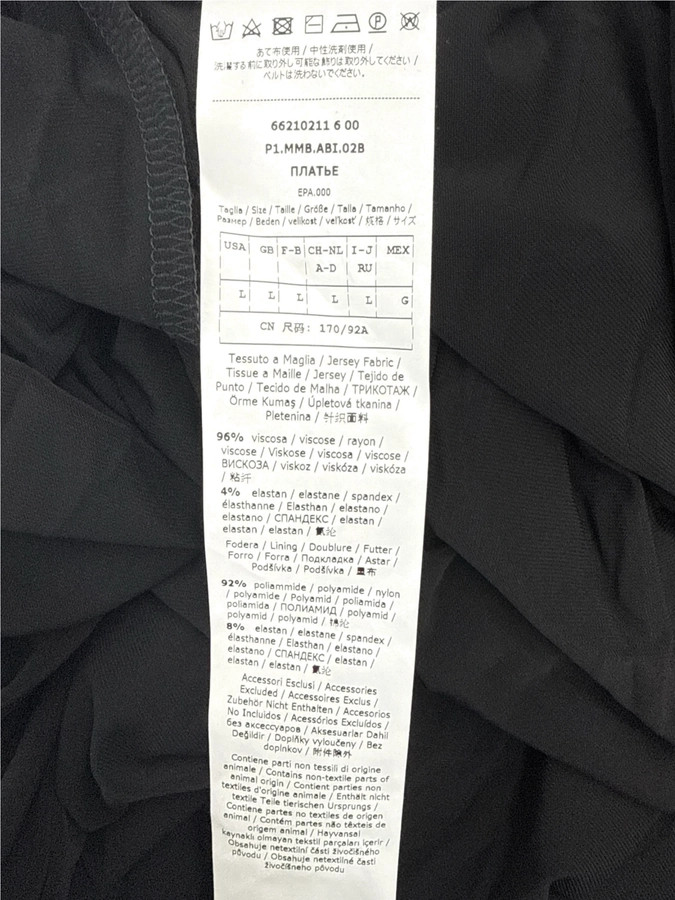 あて布使用 / 中性洗剤使用 /
洗濯する前に取り外し可能な飾りは取り外してください /
ベルトは洗わないでください。
66210211 6 00
P1.MMB.ABI.02B
ПЛАТЬЕ
EPA.000
Taglia / Size / Taille / Größe / Talla / Tamanho /
Размер / Beden / velikost / veľkosť / 规格 / サイズ
USA GB F-B CH-NL I-J MEX
A-D RU
L L L L L G
CN 尺码: 170/92A
Tessuto a Maglia / Jersey Fabric /
Tissue a Maille / Jersey / Tejido de
Punto / Tecido de Malha / ТРИКОТАЖ /
Örme Kumaş / Úpletová tkanina /
Pletenina / 针织面料
96% viscosa / viscose / rayon /
viscose / Viskose / viscosa / viscose /
ВИСКОЗА / viskoz / viskóza / viskóza
/ 粘纤
4% elastan / elastane / spandex /
élasthanne / Elasthan / elastano /
elastano / СПАНДЕКС / elastan /
elastan / elastan / 氨纶
Fodera / Lining / Doublure / Futter /
Forro / Forra / Подкладка / Astar /
Podšívka / Podšívka / 里布
92% poliammide / polyamide / nylon
/ polyamide / Polyamid / poliamida /
poliamida / ПОЛИАМИД / polyamid /
polyamid / polyamid / 锦纶
8% elastan / elastane / spandex /
élasthanne / Elasthan / elastano /
elastano / СПАНДЕКС / elastan /
elastan / elastan / 氨纶
Accessori Esclusi / Accessories
Excluded / Accessoires Exclus /
Zubehör Nicht Enthalten / Accesorios
No Incluidos / Acessórios Excluídos /
без аксессуаров / Aksesuarlar Dahil
Değildir / Doplňky vyloučeny / Bez
doplnkov / 附件除外
Contiene parti non tessili di origine
animale / Contains non-textile parts of
animal origin / Contient parties non
textiles d'origine animale / Enthält nicht
textile Teile tierischen Ursprungs /
Contiene partes no textiles de origen
animal / Contém partes não têxteis de
origem animal / Hayvansal
kaynaklı olmayan tekstil parçaları içerir /
Obsahuje netextilní části živočišného
původu / Obsahuje netextilné časti
živočíšneho pôvodu